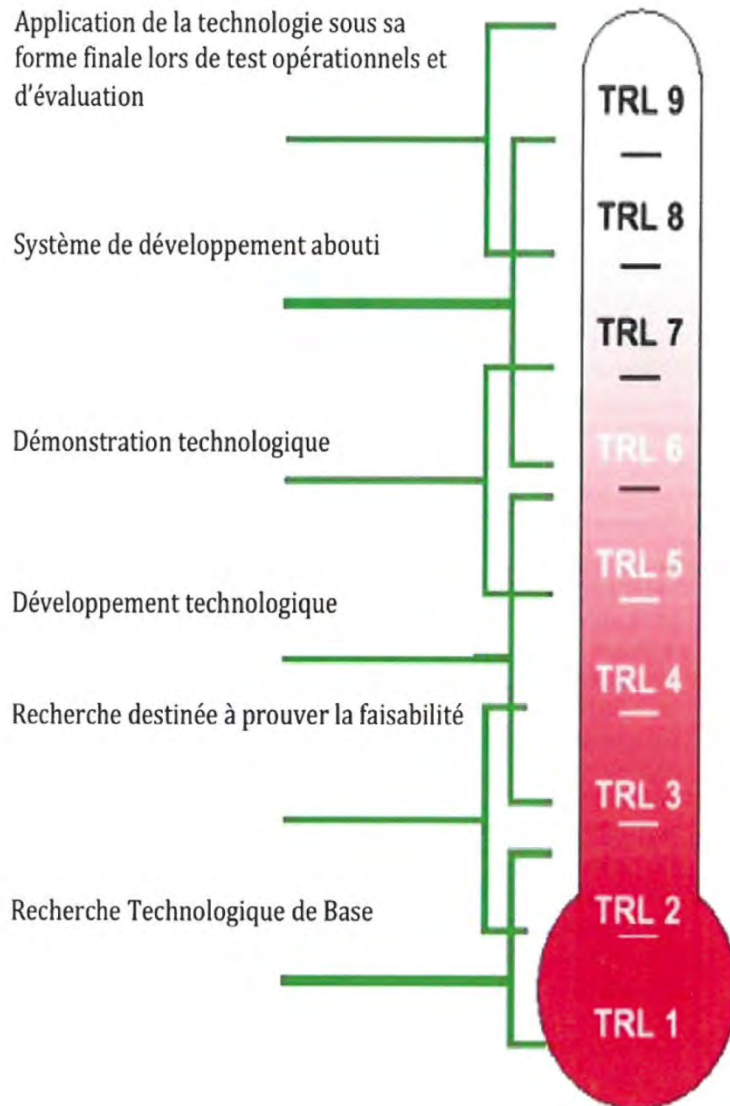 Application de la technologie sous sa
forme finale lors de test opérationnels et
d'évaluation
Système de développement abouti
Démonstration technologique
Développement technologique
Recherche destinée à prouver la faisabilité
Recherche Technologique de Base
TRL 9
TRL 8
TRL 7
TRL 6
TRL 5
TRL 4
TRL 3
TRL 2
TRL 1